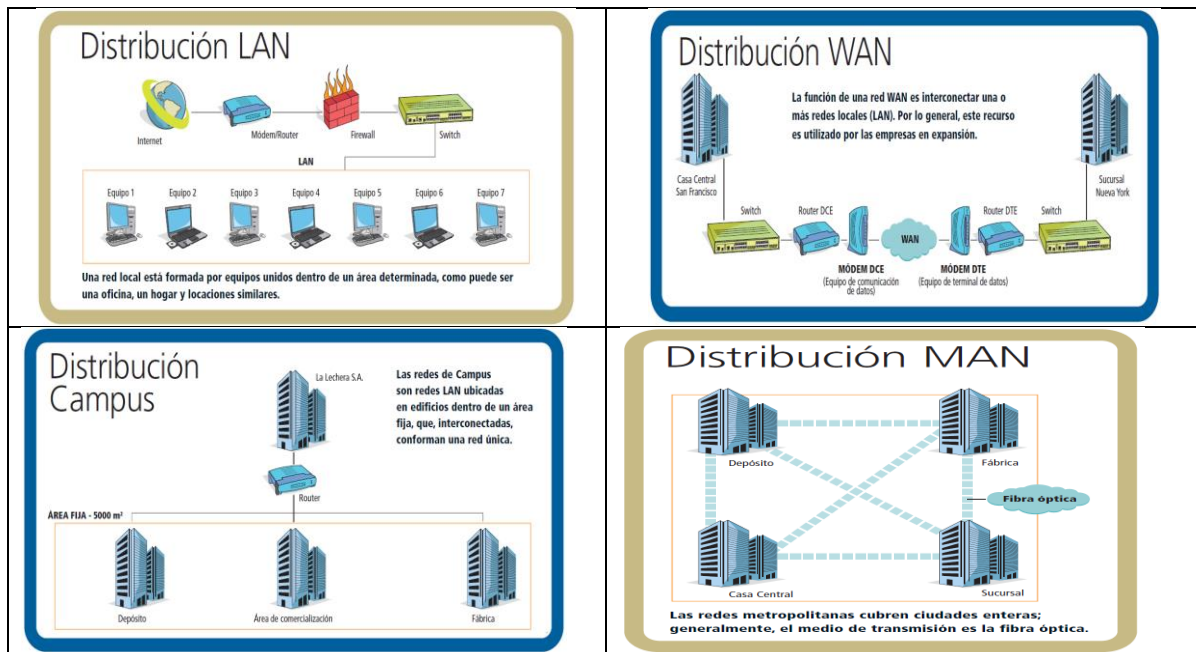 Distribución LAN
Internet
Módem/Router
Firewall
Switch
LAN
Equipo 1
Equipo 2
Equipo 3
Equipo 4
Equipo 5
Equipo 6
Equipo 7
Una red local está formada por equipos unidos dentro de un área determinada, como puede ser
una oficina, un hogar y locaciones similares.
Distribución WAN
La función de una red WAN es interconectar una o
más redes locales (LAN). Por lo general, este recurso
es utilizado por las empresas en expansión.
Casa Central
San Francisco
Sucursal
Nueva York
Switch
Router DCE
WAN
Router DTE
Switch
MÓDEM DCE
(Equipo de comunicación
de datos)
MÓDEM DTE
(Equipo de terminal de datos)
Distribución
Campus
La Lechera S.A.
Las redes de Campus
son redes LAN ubicadas
en edificios dentro de un área
fija, que, interconectadas,
conforman una red única.
Router
ÁREA FIJA - 5000 m²
Depósito
Área de comercialización
Fábrica
Distribución MAN
Depósito
Fábrica
Fibra óptica
Casa Central
Sucursal
Las redes metropolitanas cubren ciudades enteras;
generalmente, el medio de transmisión es la fibra óptica.